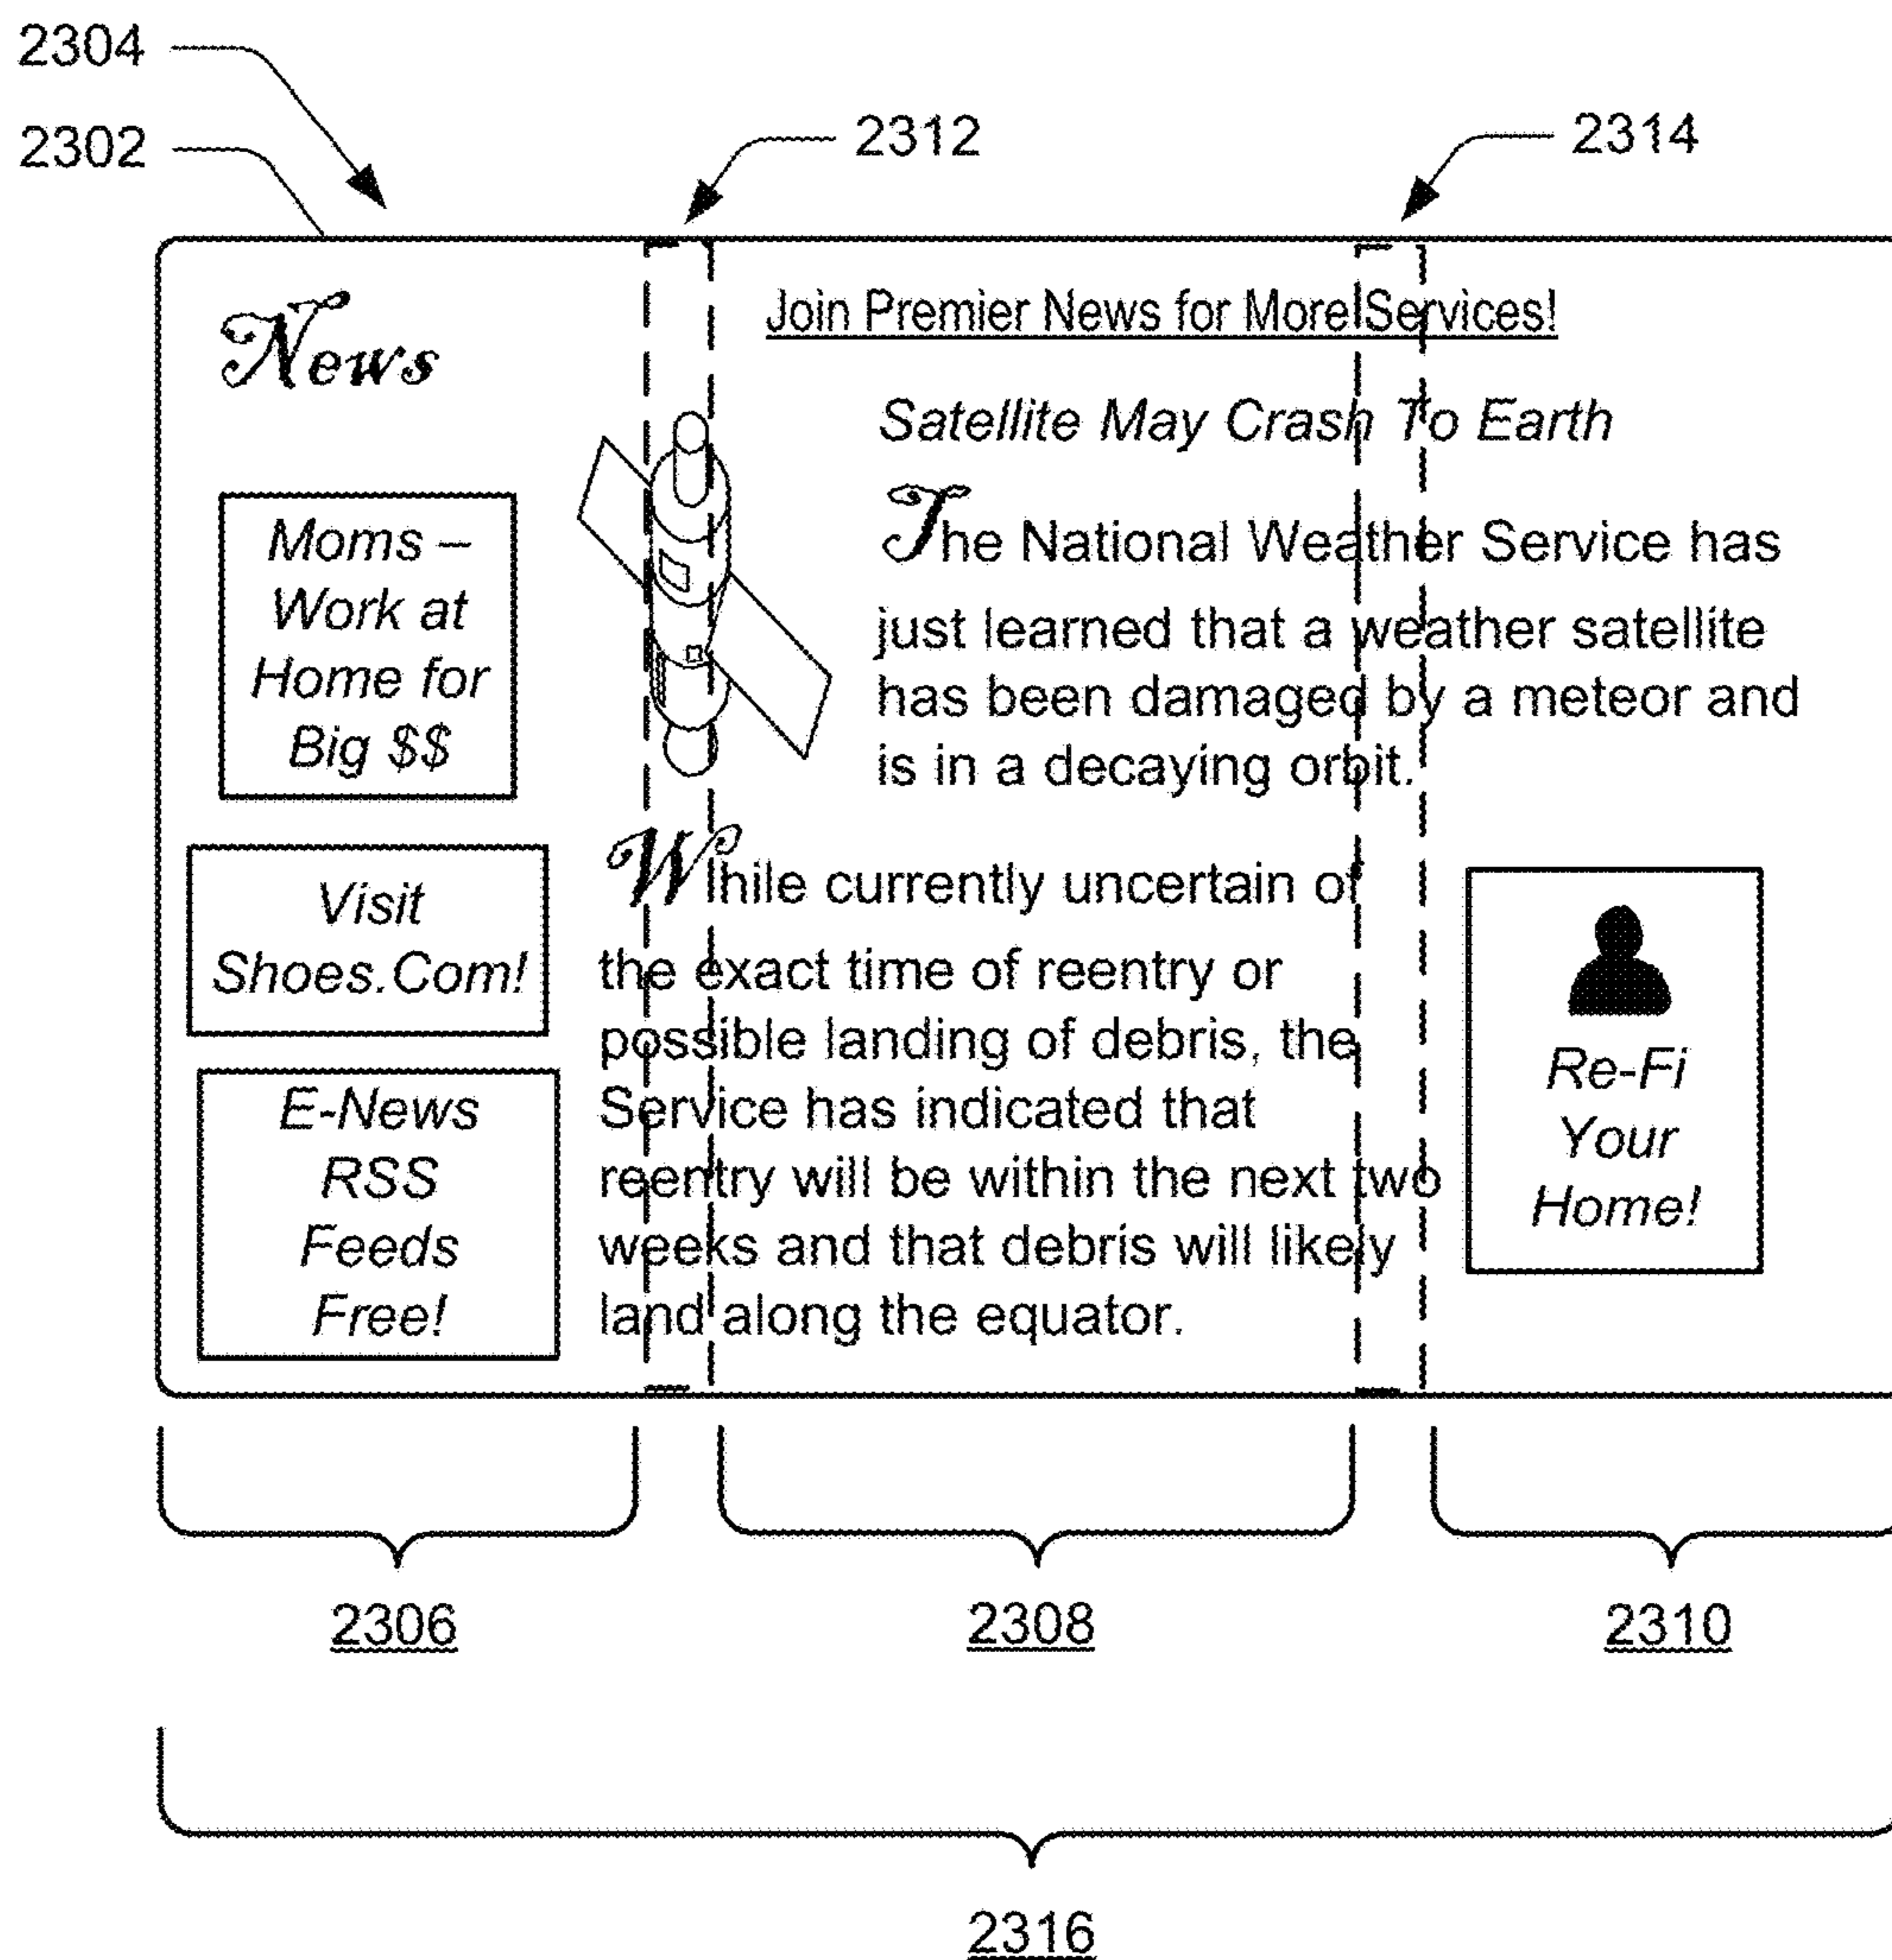 2304
2302
2312
2314
News
Join Premier News for More Services!
Satellite May Crash To Earth
The National Weather Service has
just learned that a weather satellite
has been damaged by a meteor and
is in a decaying orbit.
Moms –
Work at
Home for
Big $$
Visit
Shoes.Com!
E-News
RSS
Feeds
Free!
While currently uncertain of
the exact time of reentry or
possible landing of debris, the
Service has indicated that
reentry will be within the next two
weeks and that debris will likely
land along the equator.
Re-Fi
Your
Home!
2306
2308
2310
2316